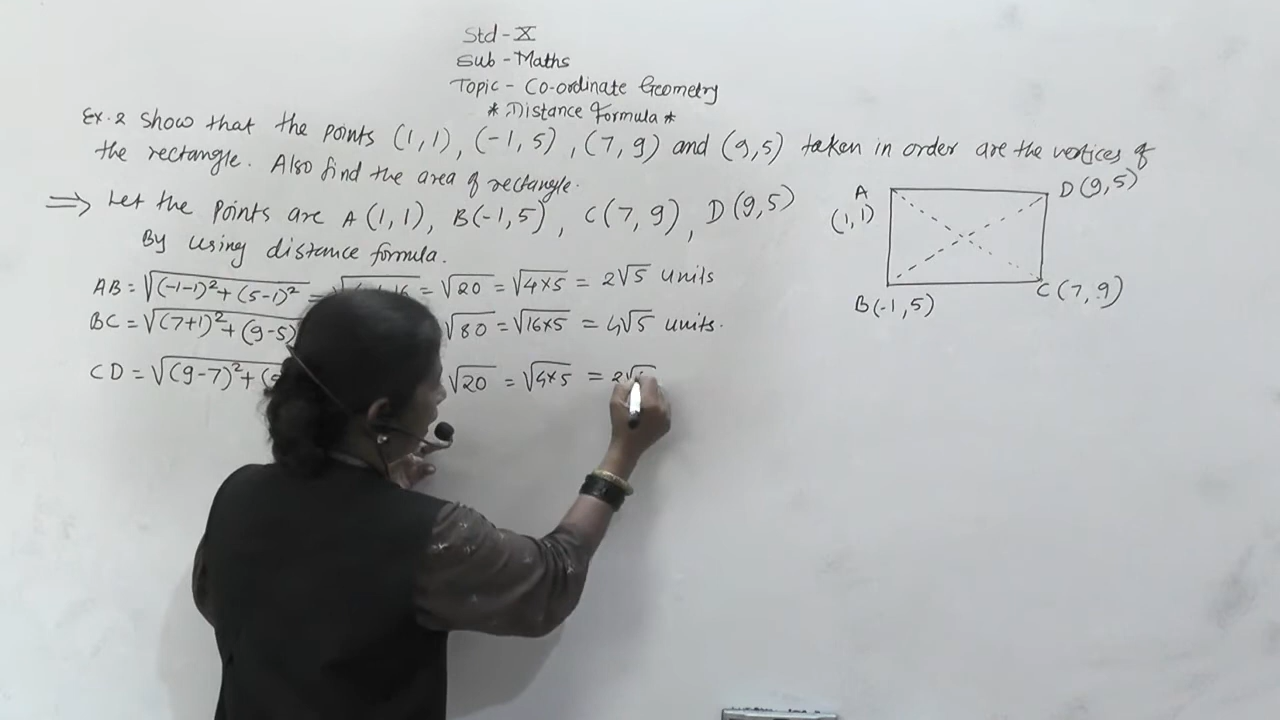 Std - X
Sub - Maths
Topic - Co-ordinate Geometry
* Distance Formula *
Ex. 2 Show that the points (1, 1), (-1, 5), (7, 9) and (9, 5) taken in order are the vertices of
the rectangle. Also find the area of rectangle.
⇒ Let the points are A (1, 1), B(-1, 5), C(7, 9), D(9, 5)
By using distance formula.
AB = √(-1-1)² + (5-1)² = = √20 = √4×5 = 2√5 units
BC = √(7+1)² + (9-5) √80 = √16×5 = 4√5 units.
CD = √(9-7)² + √20 = √4×5 = 2√
A
(1, 1)
D(9, 5)
B(-1, 5)
C(7, 9)